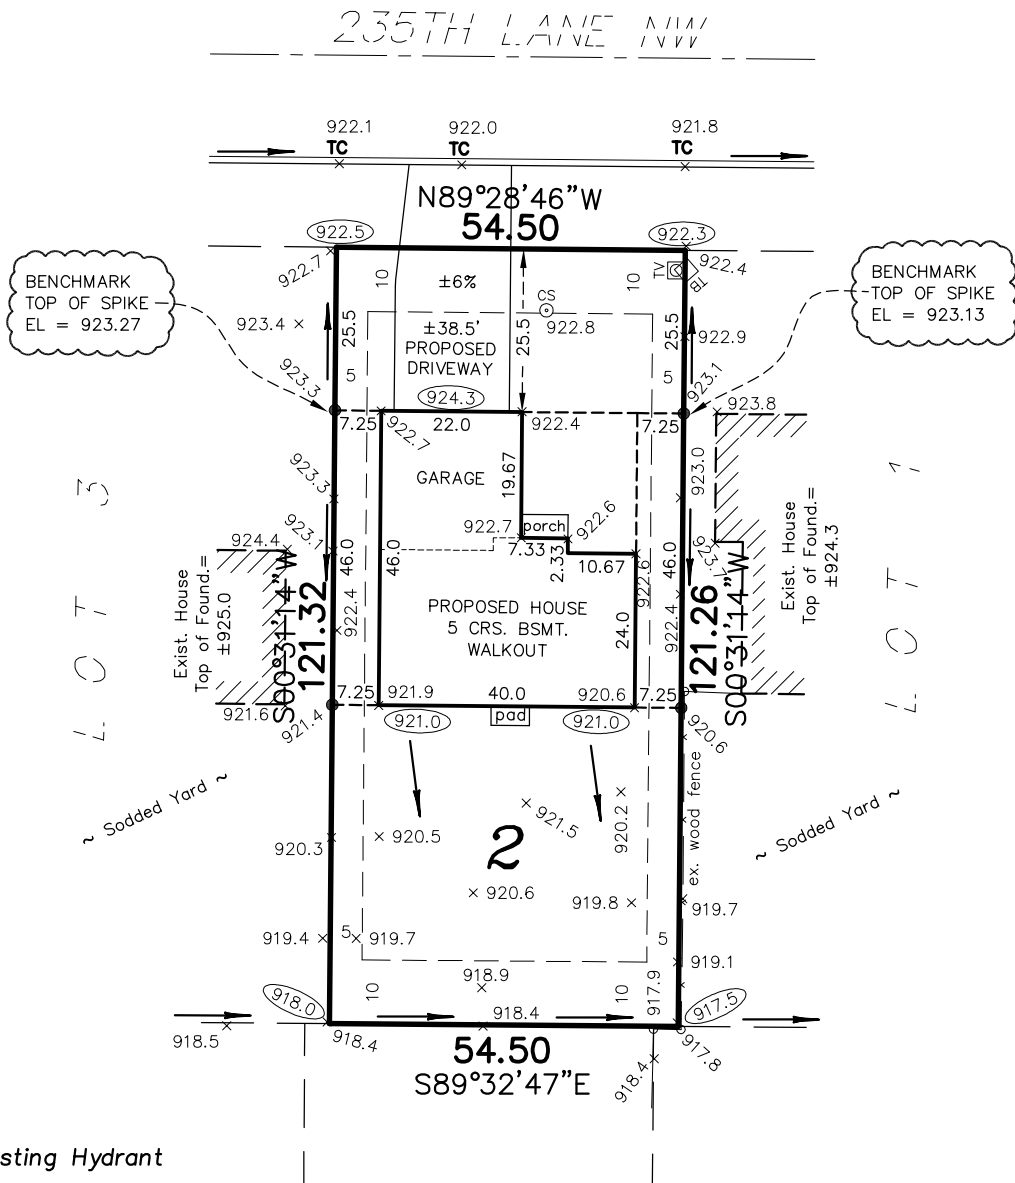 235TH LANE NW
922.1
922.0
921.8
TC
TC
TC
N89°28'46"W
54.50
922.5
922.3
922.7
922.4
TV
TB
BENCHMARK
TOP OF SPIKE
EL = 923.27
BENCHMARK
TOP OF SPIKE
EL = 923.13
10
±6%
10
CS
923.4
25.5
±38.5'
PROPOSED
DRIVEWAY
25.5
922.8
25.5
922.9
923.3
5
5
923.1
924.3
923.8
7.25
922.7
22.0
922.4
7.25
GARAGE
19.67
923.0
923.3
922.7
porch
922.6
924.4
923.1
46.0
46.0
7.33
2.33
10.67
922.6
46.0
923.7
LOT 3
LOT 1
Exist. House
Top of Found.=
±925.0
Exist. House
Top of Found.=
±924.3
S00°31'14"W
121.32
922.4
PROPOSED HOUSE
5 CRS. BSMT.
WALKOUT
24.0
922.4
121.26
S00°31'14"W
921.6
921.4
7.25
921.9
40.0
920.6
7.25
921.0
pad
921.0
920.6
~ Sodded Yard ~
~ Sodded Yard ~
ex. wood fence
920.3
920.5
2
921.5
920.2
920.6
919.8
919.7
919.4
5
919.7
5
919.1
918.9
10
10
917.9
918.0
917.5
918.5
918.4
918.4
917.8
54.50
918.4
S89°32'47"E
sting Hydrant